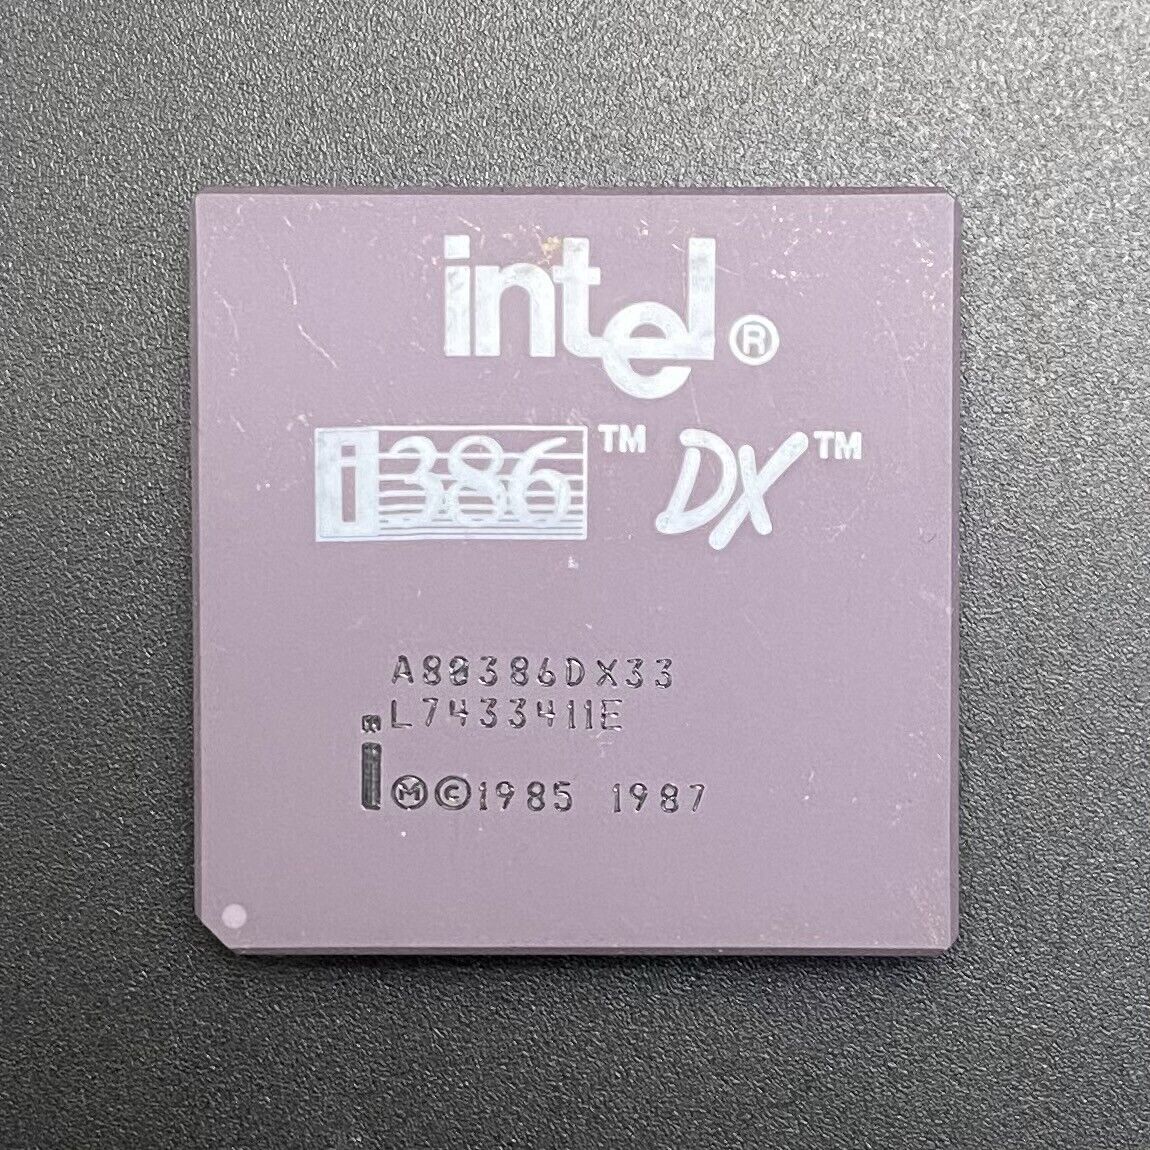 intel®
i386™ DX™
A80386DX33
L7433411E
m
i Ⓜ©1985 1987